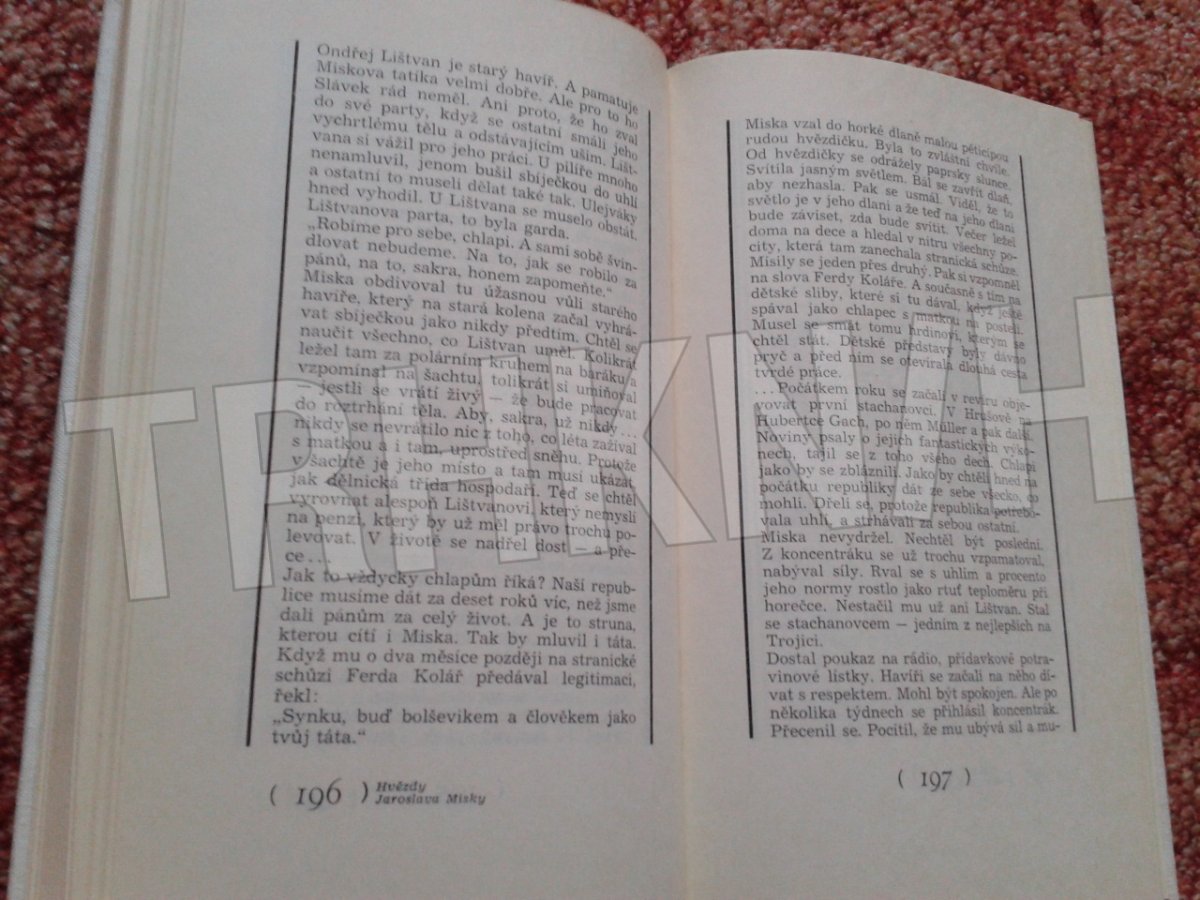 Ondřej Lištvan je starý havíř. A pamatuje
Miskova tatíka velmi dobře. Ale pro to ho
Slávek rád neměl. Ani proto, že ho zval
do své party, když se ostatní smáli jeho
vychrtlému tělu a odstávajícím uším. Lišt-
vana si vážil pro jeho práci. U pilíře mnoho
nenamluvil, jenom bušil sbíječkou do uhlí
a ostatní to museli dělat také tak. Ulejváky
hned vyhodil. U Lištvana se muselo obstát.
Lištvanova parta, to byla garda.
„Robíme pro sebe, chlapi. A sami sobě švin-
dlovat nebudeme. Na to, jak se robilo za
pánů, na to, sakra, honem zapomeňte.“
Miska obdivoval tu úžasnou vůli starého
havíře, který na stará kolena začal vyhrá-
vat sbíječkou jako nikdy předtím. Chtěl se
naučit všechno, co Lištvan uměl. Kolikrát
ležel tam za polárním kruhem na baráku a
vzpomínal na šachtu, tolikrát si umiňoval
— jestli se vrátí živý — že bude pracovat
do roztrhání těla. Aby, sakra, už nikdy...
nikdy se nevrátilo nic z toho, co léta zažíval
s matkou a i tam, uprostřed sněhu. Protože
v šachtě je jeho místo a tam musí ukázat,
jak dělnická třída hospodaří. Teď se chtěl
vyrovnat alespoň Lištvanovi, který nemyslí
na penzi, který by už měl právo trochu po-
levovat. V životě se nadřel dost — a pře-
ce...
Jak to vždycky chlapům říká? Naší repub-
lice musíme dát za deset roků víc, než jsme
dali pánům za celý život. A je to struna,
kterou cítí i Miska. Tak by mluvil i táta.
Když mu o dva měsíce později na stranické
schůzi Ferda Kolář předával legitimaci,
řekl:
„Synku, buď bolševikem a člověkem jako
tvůj táta.“
( 196 ) Hvězdy
Jaroslava Misky
Miska vzal do horké dlaně malou pěticípou
rudou hvězdičku. Byla to zvláštní chvíle.
Od hvězdičky se odrážely paprsky slunce.
Svítila jasným světlem. Bál se zavřít dlaň,
aby nezhasla. Pak se usmál. Viděl, že to
světlo je v jeho dlani a že teď na jeho dlani
bude záviset, zda bude svítit. Večer ležel
doma na dece a hledal v nitru všechny po-
city, která tam zanechala stranická schůze.
Mísily se jeden přes druhý. Pak si vzpomněl
na slova Ferdy Koláře. A současně s tím na
dětské sliby, které si tu dával, když ještě
spával jako chlapec s matkou na posteli.
Musel se smát tomu hrdinovi, kterým se
chtěl stát. Dětské představy byly dávno
pryč a před ním se otevírala dlouhá cesta
tvrdé práce.
...Počátkem roku se začali v revíru obje-
vovat první stachanovci. V Hrušově na
Hubertce Gach, po něm Müller a pak další.
Noviny psaly o jejich fantastických výko-
nech, tajil se z toho všeho dech. Chlapi
jako by se zbláznili. Jako by chtěli hned na
počátku republiky dát ze sebe všecko, co
mohli. Dřeli se, protože republika potřebo-
vala uhlí, a strhávali za sebou ostatní.
Miska nevydržel. Nechtěl být poslední.
Z koncentráku se už trochu vzpamatoval,
nabýval síly. Rval se s uhlím a procento
jeho normy rostlo jako rtuť teploměru při
horečce. Nestačil mu už ani Lištvan. Stal
se stachanovcem — jedním z nejlepších na
Trojici.
Dostal poukaz na rádio, přídavkové potra-
vinové lístky. Havíři se začali na něho dí-
vat s respektem. Mohl být spokojen. Ale po
několika týdnech se přihlásil koncentrák.
Přecenil se. Pocítil, že mu ubývá sil a mu-
( 197 )
TRH KNIH